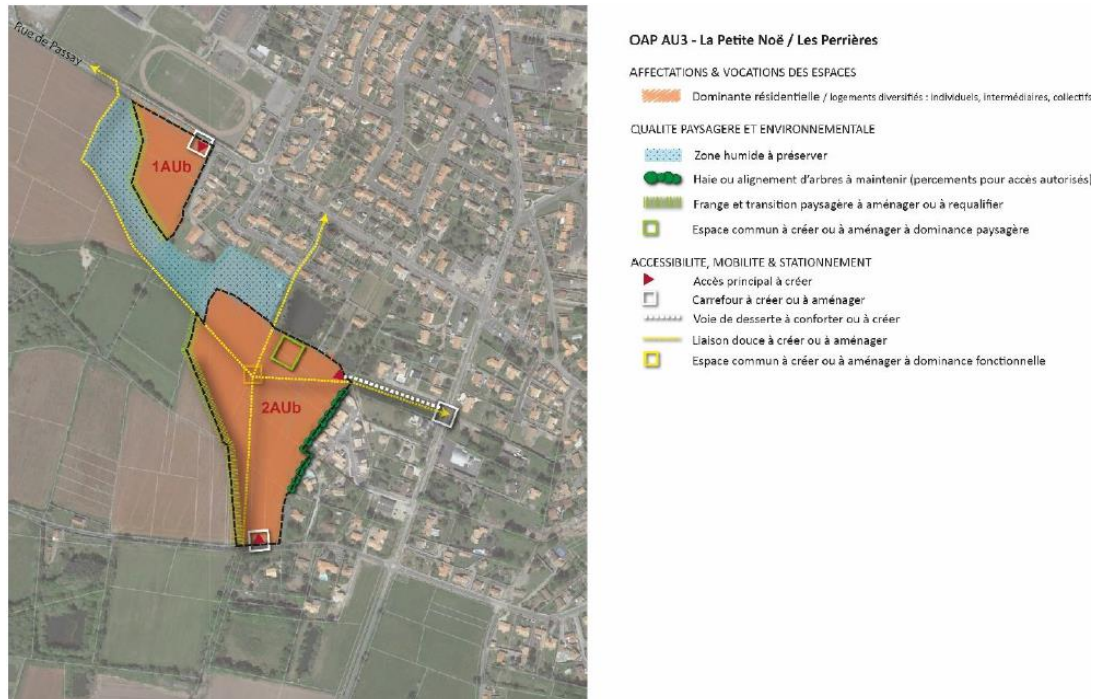 Rue de Passay
1AUb
2AUb
OAP AU3 - La Petite Noë / Les Perrières
AFFECTATIONS & VOCATIONS DES ESPACES
Dominante résidentielle / logements diversifiés : individuels, intermédiaires, collectifs
QUALITE PAYSAGERE ET ENVIRONNEMENTALE
Zone humide à préserver
Haie ou alignement d'arbres à maintenir (percements pour accès autorisés)
Frange et transition paysagère à aménager ou à requalifier
Espace commun à créer ou à aménager à dominance paysagère
ACCESSIBILITE, MOBILITE & STATIONNEMENT
Accès principal à créer
Carrefour à créer ou à aménager
Voie de desserte à conforter ou à créer
Liaison douce à créer ou à aménager
Espace commun à créer ou à aménager à dominance fonctionnelle